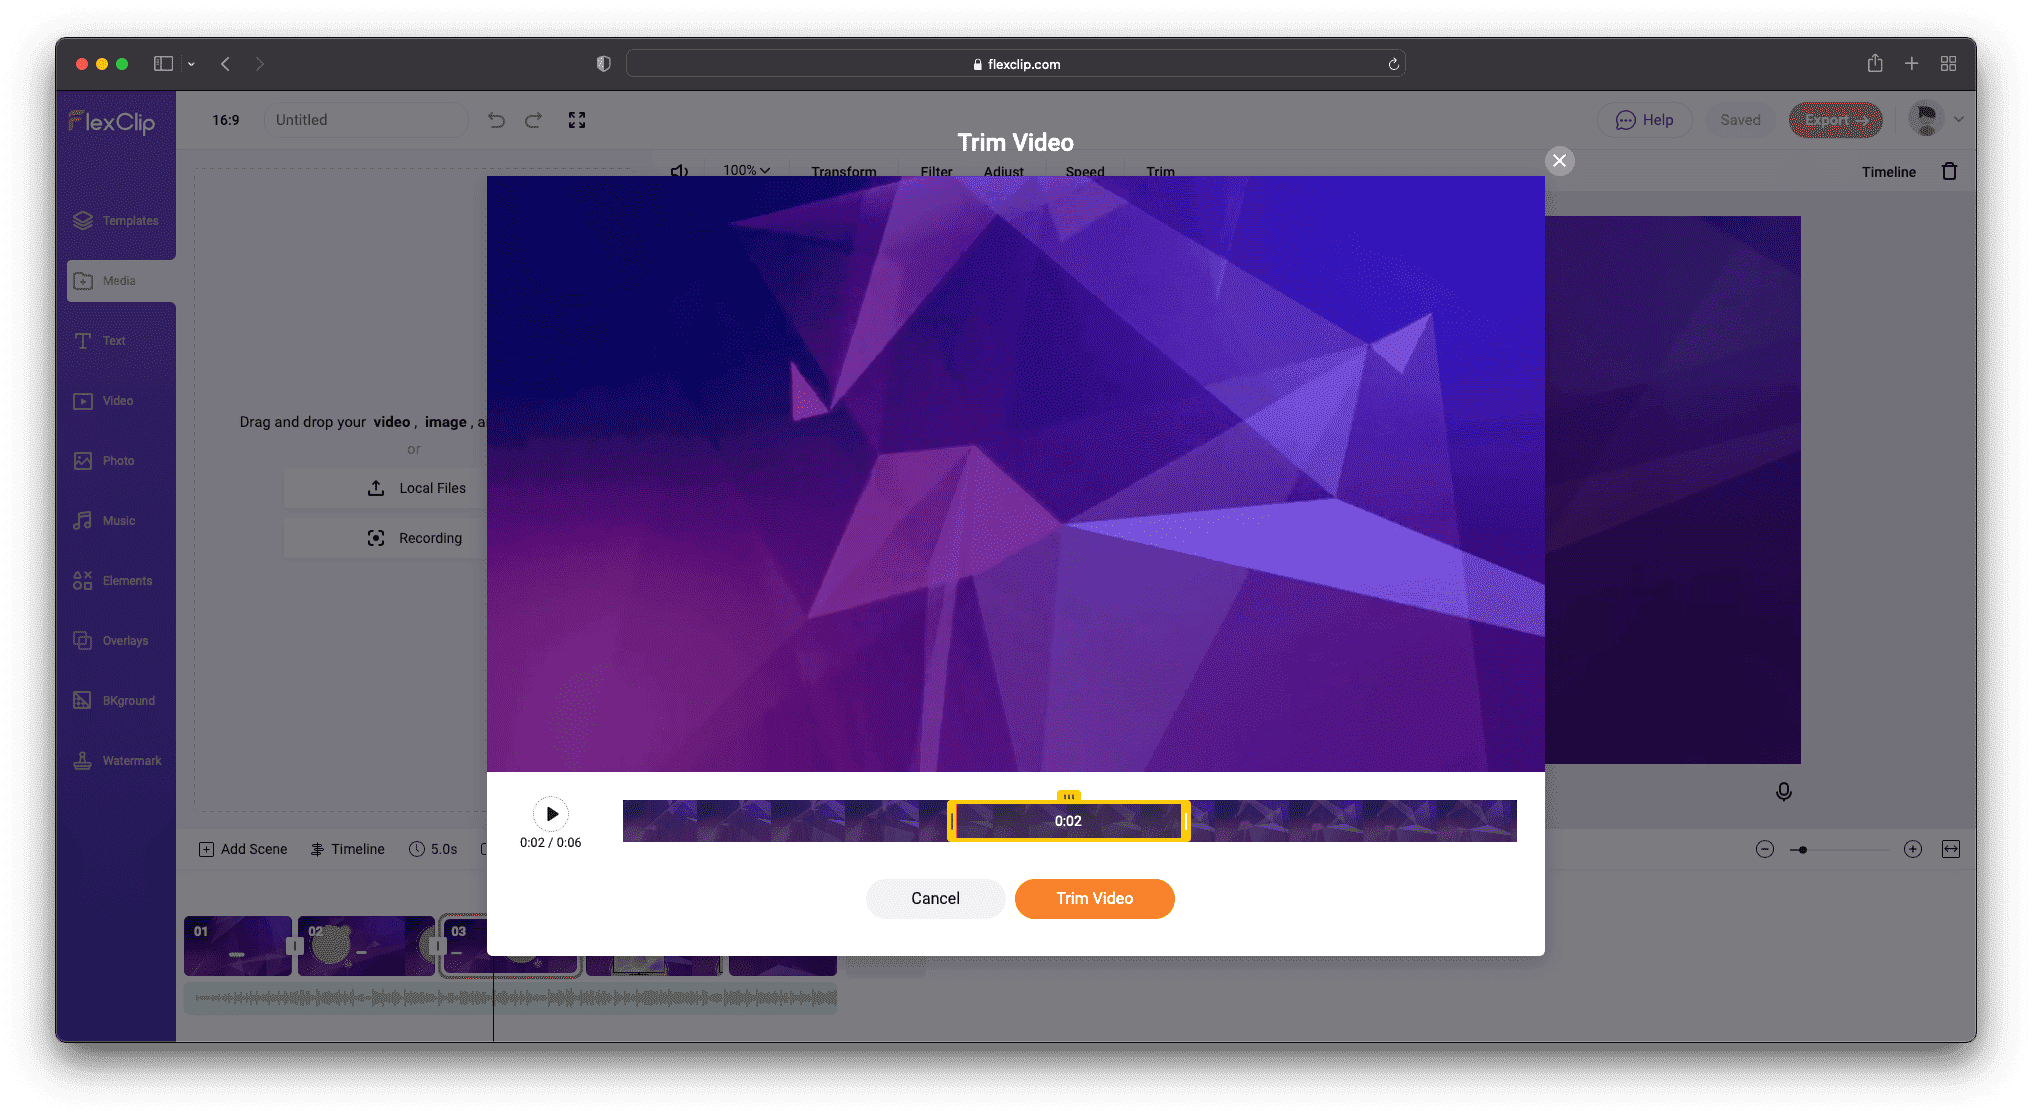 flexclip.com
FlexClip
16:9
Untitled
Help
Saved
Export
Trim Video
100%
Transform
Filter
Adjust
Speed
Trim
Timeline
Templates
Media
Text
Video
Photo
Music
Elements
Overlays
BKground
Watermark
Drag and drop your video, image, a
or
Local Files
Recording
0:02
0:02 / 0:06
Cancel
Trim Video
Add Scene
Timeline
5.0s
01
02
03